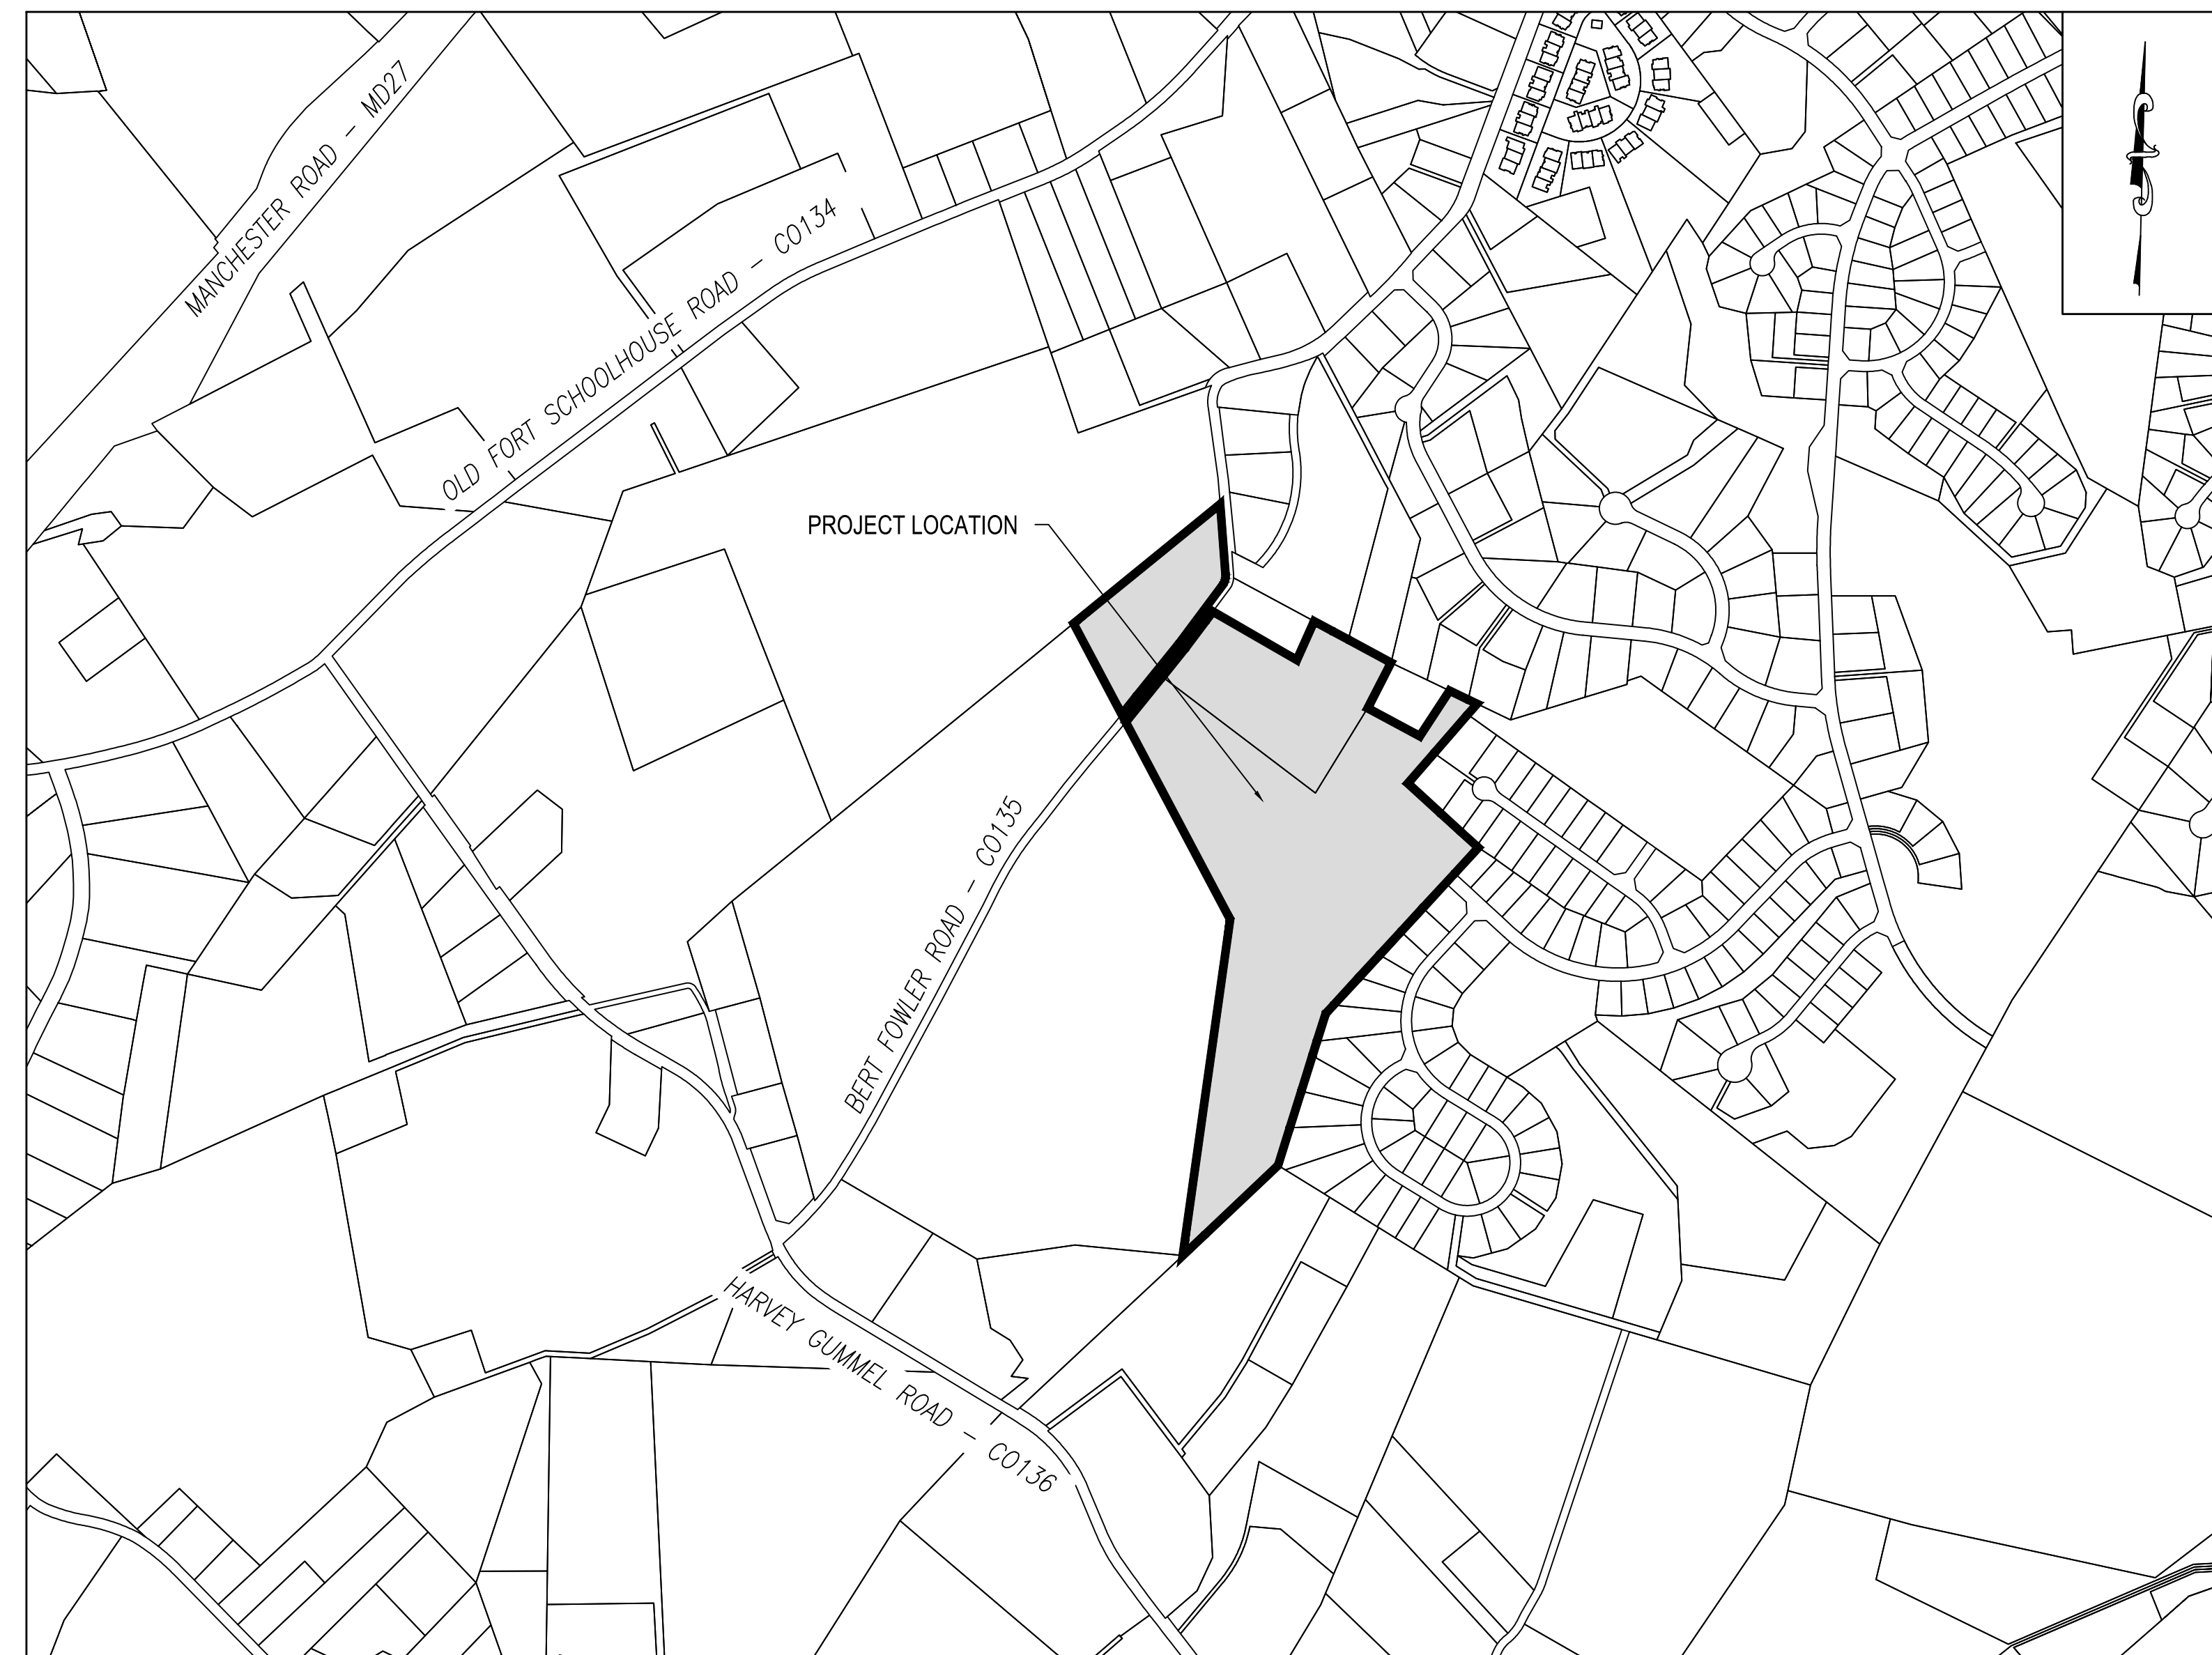 MANCHESTER ROAD - MD27
OLD FORT SCHOOLHOUSE ROAD - CO134
PROJECT LOCATION
BERT FOWLER ROAD - CO135
HARVEY GUMMEL ROAD - CO136